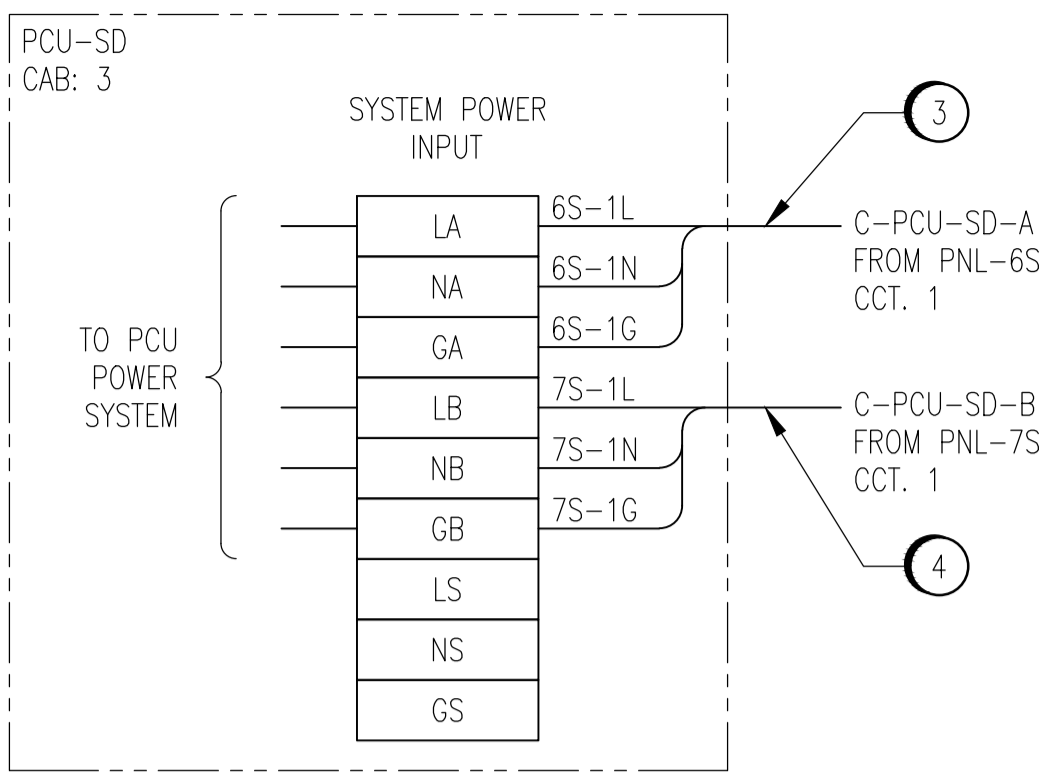 PCU-SD
CAB: 3
SYSTEM POWER
INPUT
3
LA
6S-1L
C-PCU-SD-A
FROM PNL-6S
CCT. 1
NA
6S-1N
GA
6S-1G
TO PCU
POWER
SYSTEM
LB
7S-1L
C-PCU-SD-B
FROM PNL-7S
CCT. 1
NB
7S-1N
GB
7S-1G
4
LS
NS
GS